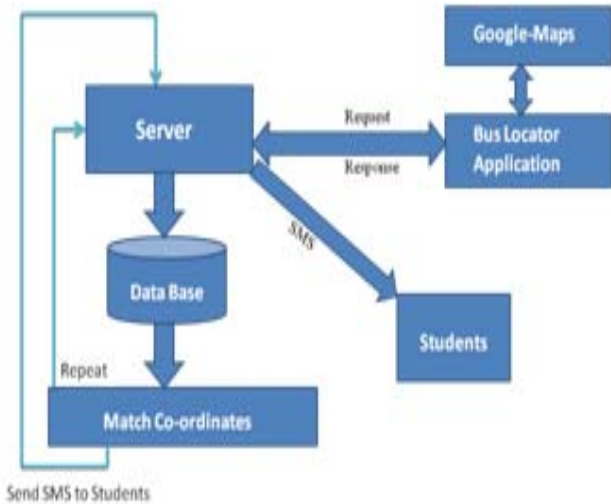 Google-Maps
Server
Request
Response
Bus Locator
Application
SMS
Data Base
Students
Repeat
Match Co-ordinates
Send SMS to Students